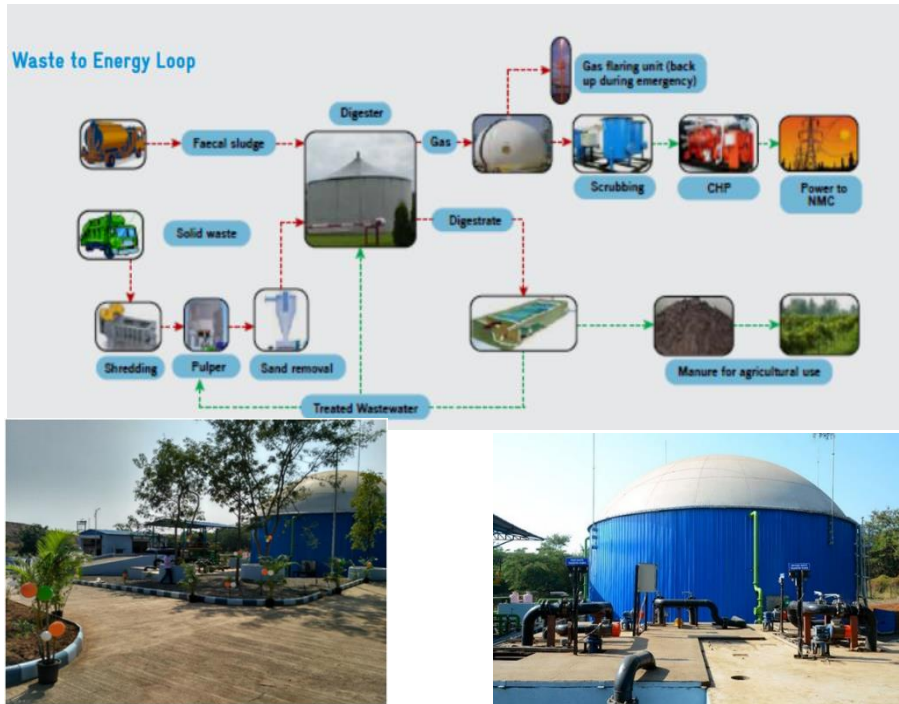 Waste to Energy Loop
Gas flaring unit (back
up during emergency)
Digester
Faecal sludge
Gas
Scrubbing
CHP
Power to
NMC
Solid waste
Digestrate
Shredding
Pulper
Sand removal
Manure for agricultural use
Treated Wastewater